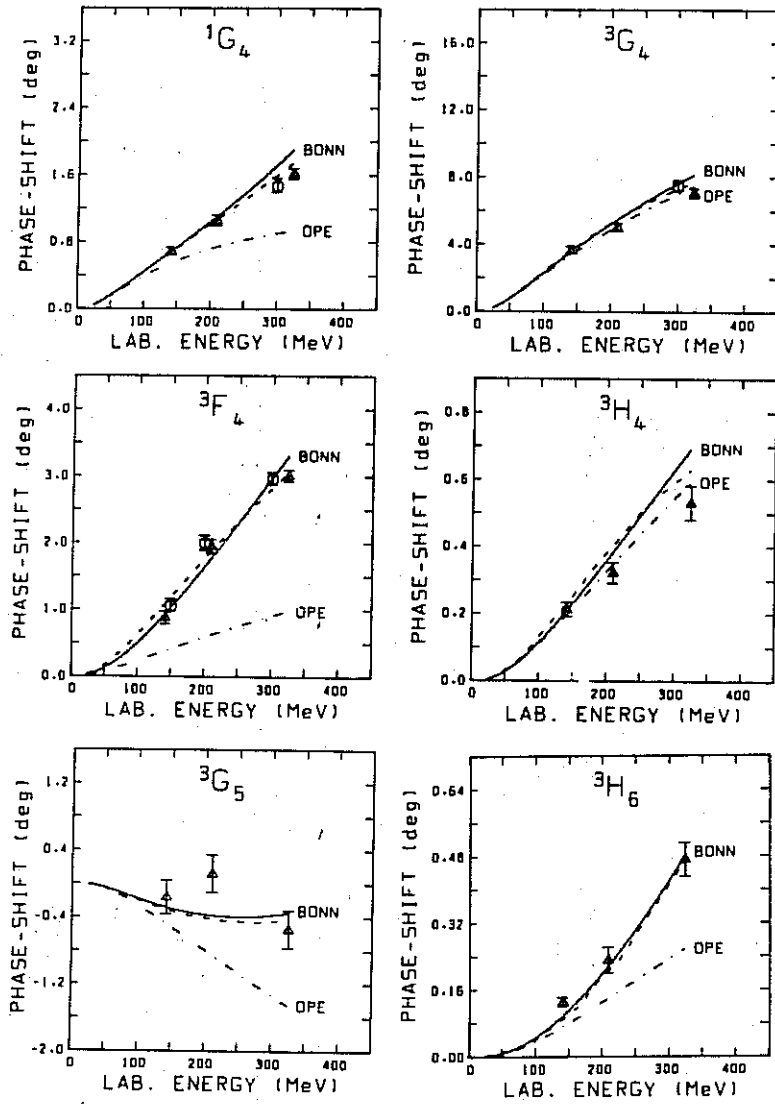 ¹G₄
PHASE-SHIFT (deg)
3.6
2.4
1.6
0.8
0.0
BONN
OPE
0 100 200 300 400
LAB. ENERGY (MeV)
³G₄
PHASE-SHIFT (deg)
16.0
12.0
8.0
4.0
0.0
BONN
OPE
0 100 200 300 400
LAB. ENERGY (MeV)
³F₄
PHASE-SHIFT (deg)
4.0
3.0
2.0
1.0
0.0
BONN
OPE
0 100 200 300 400
LAB. ENERGY (MeV)
³H₄
PHASE-SHIFT (deg)
0.8
0.6
0.4
0.2
0.0
BONN
OPE
0 100 200 300 400
LAB. ENERGY (MeV)
³G₅
PHASE-SHIFT (deg)
1.2
0.4
-0.4
-1.2
-2.0
BONN
OPE
0 100 200 300 400
LAB. ENERGY (MeV)
³H₆
PHASE-SHIFT (deg)
0.64
0.48
0.32
0.16
0.00
BONN
OPE
0 100 200 300 400
LAB. ENERGY (MeV)